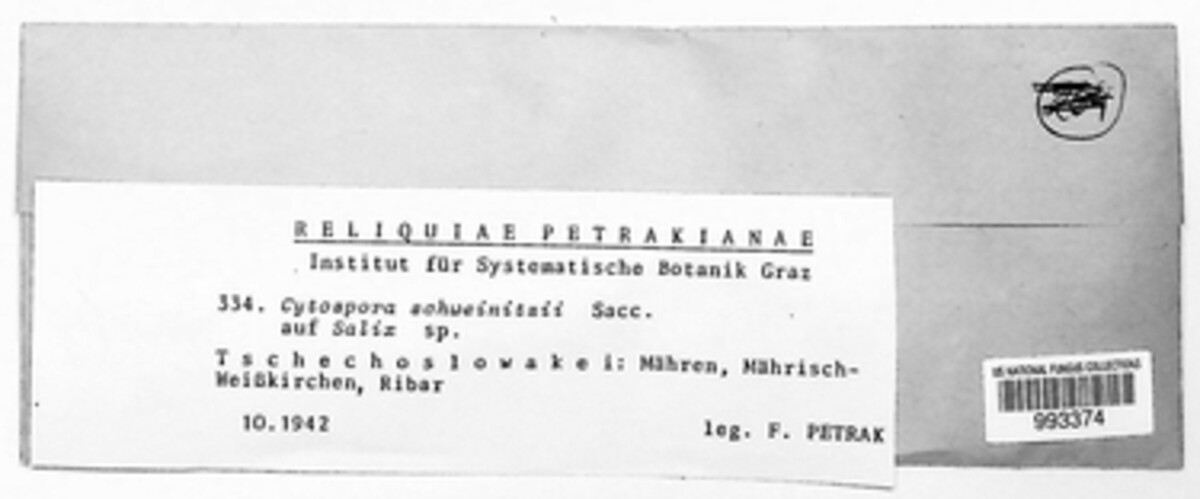 RELIQUIAE PETRAKIANAE
Institut für Systematische Botanik Graz
334. Cytospora schweinitzii Sacc.
auf Salix sp.
Tschechoslowakei: Mähren, Mährisch-
Weißkirchen, Ribar
10.1942
leg. F. PETRAK
US NATIONAL FUNGUS COLLECTIONS
993374